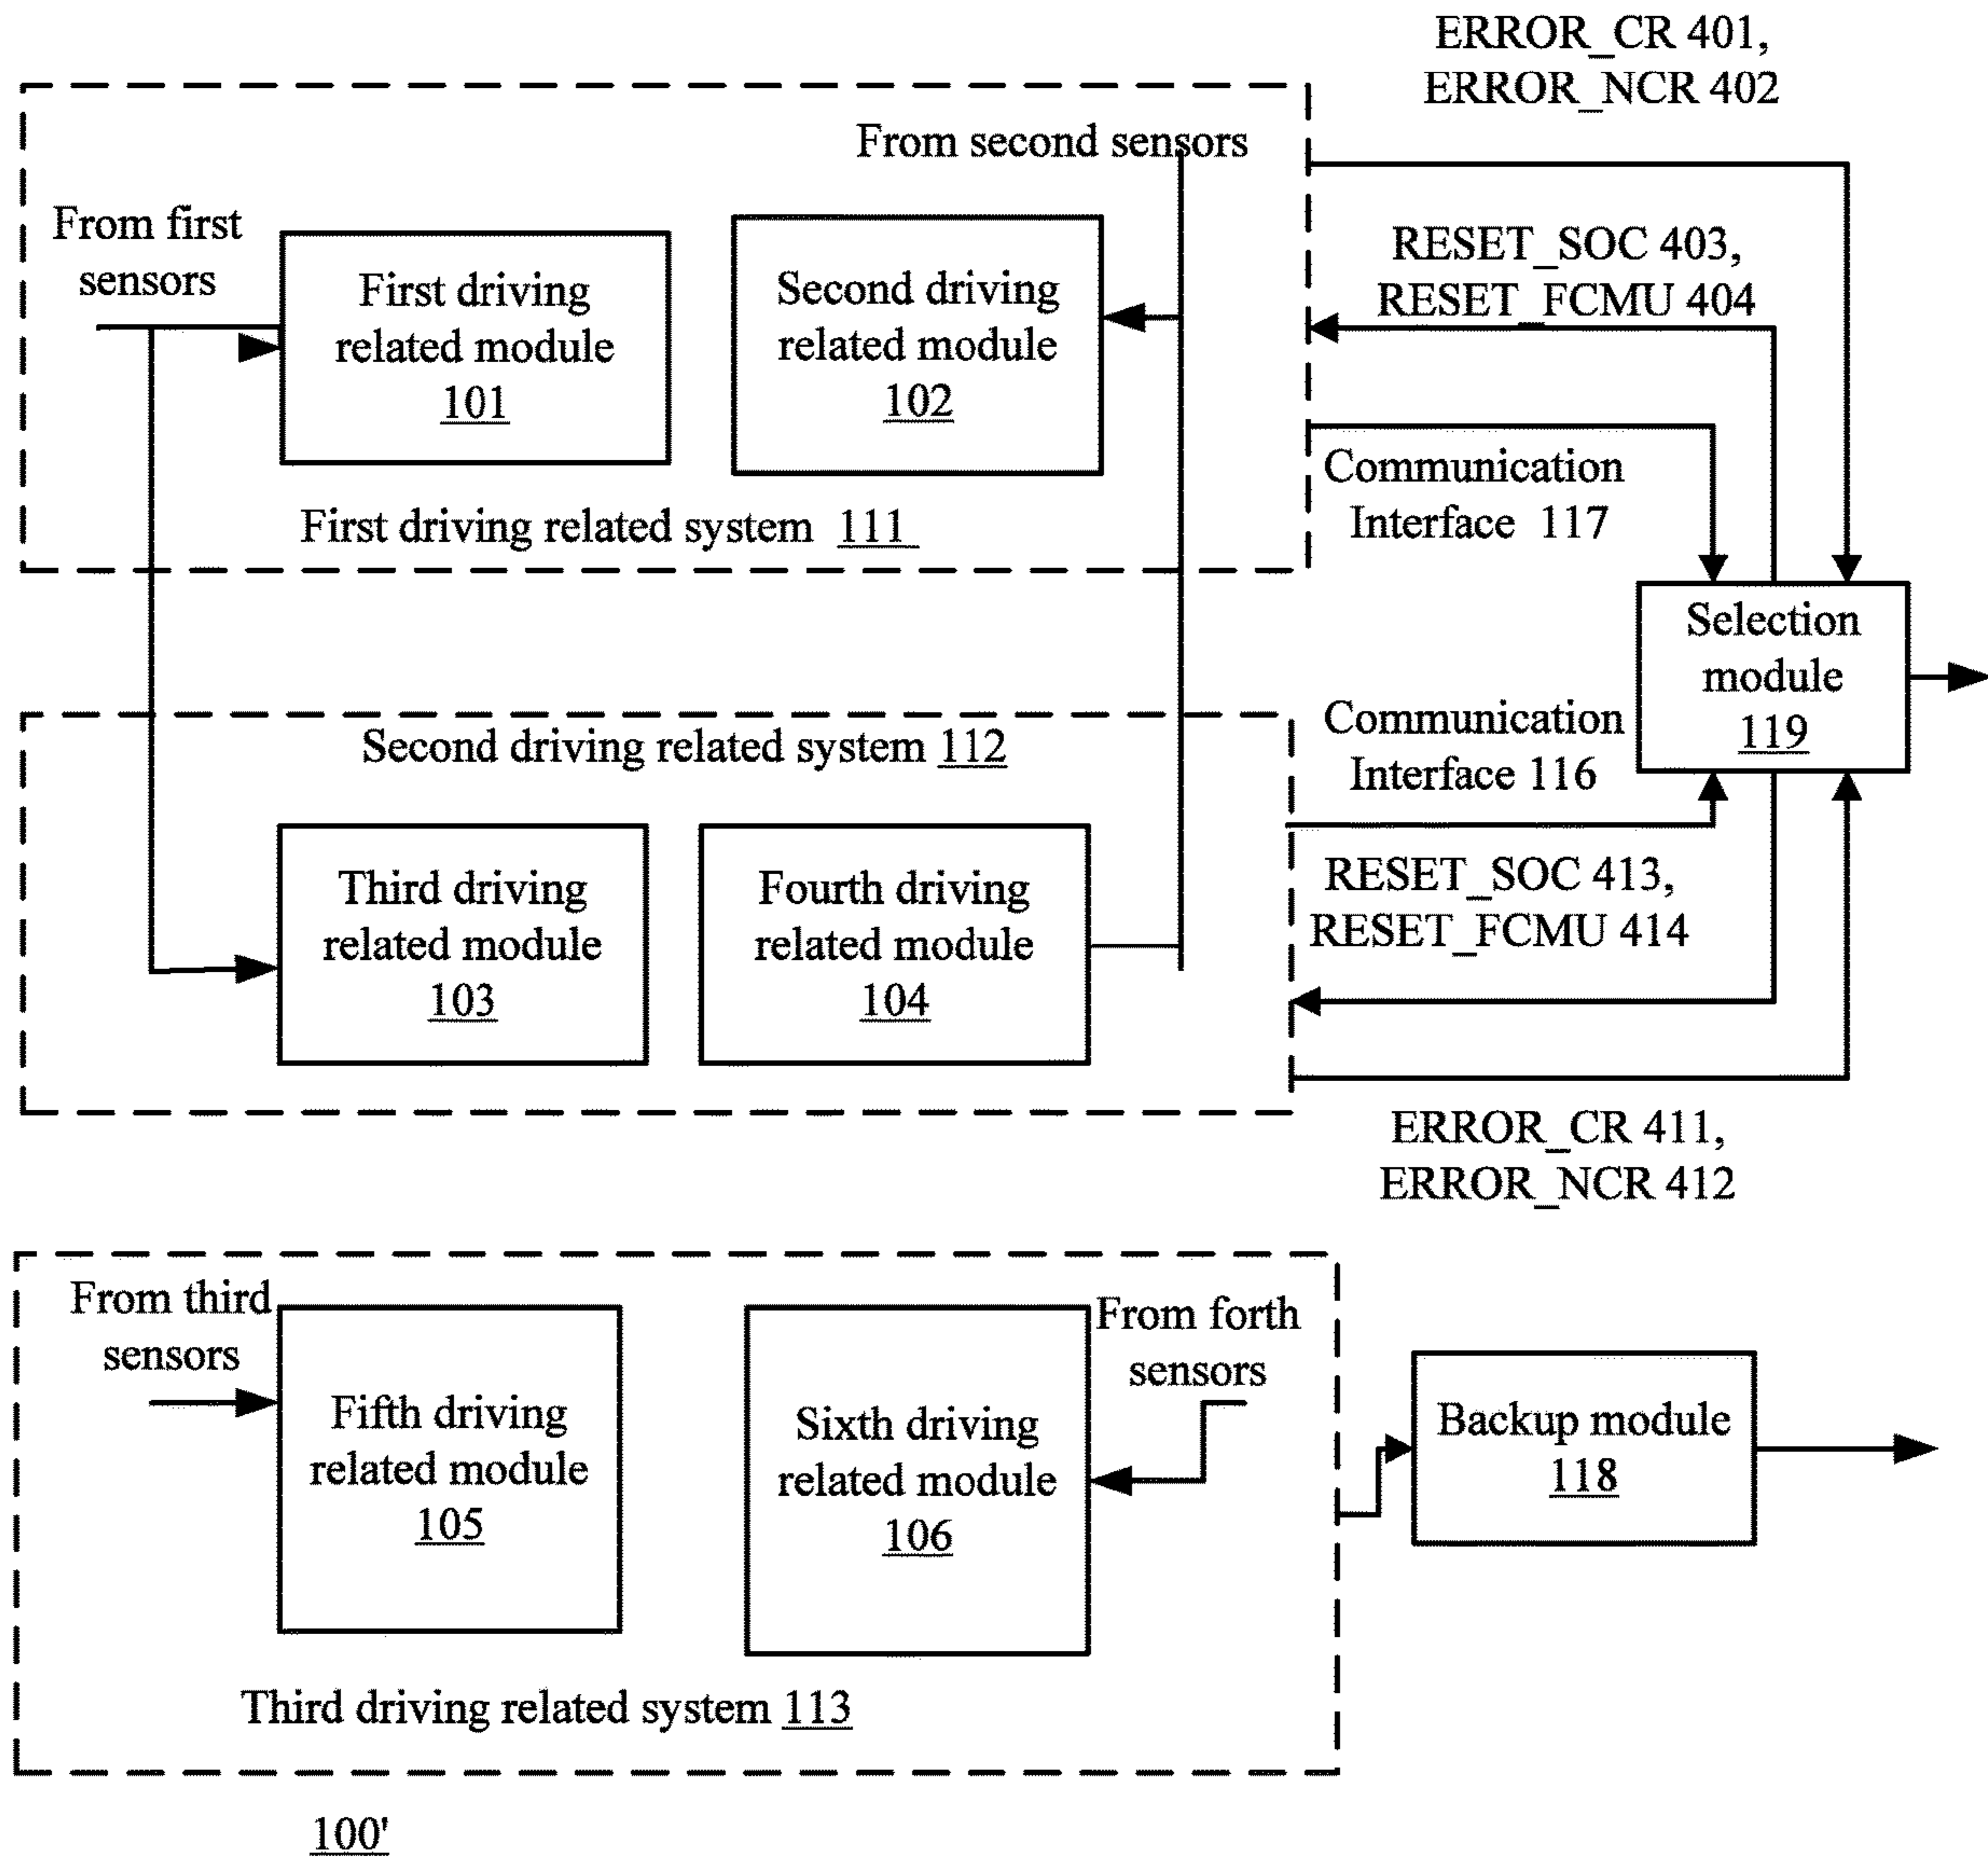 ERROR_CR 401,
ERROR_NCR 402
From second sensors
From first
sensors
First driving
related module
101
Second driving
related module
102
RESET_SOC 403,
RESET_FCMU 404
Communication
Interface 117
First driving related system 111
Selection
module
119
Second driving related system 112
Communication
Interface 116
Third driving
related module
103
Fourth driving
related module
104
RESET_SOC 413,
RESET_FCMU 414
ERROR_CR 411,
ERROR_NCR 412
From third
sensors
Fifth driving
related module
105
Sixth driving
related module
106
From forth
sensors
Backup module
118
Third driving related system 113
100'